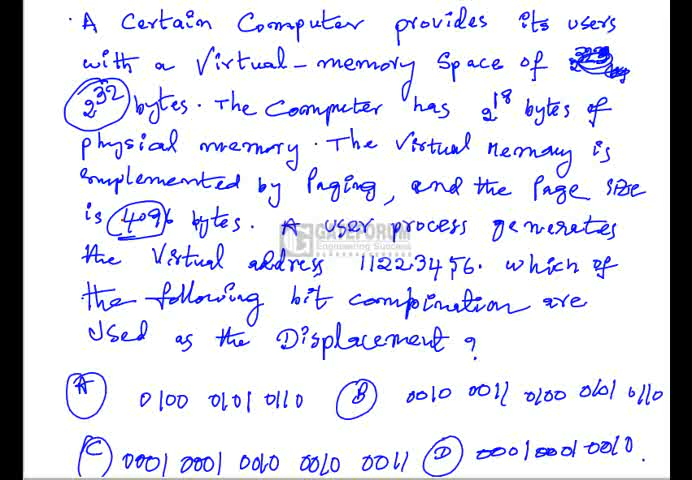 . A Certain Computer provides its users
with a Virtual-memory Space of
2^32 bytes. The Computer has 2^18 bytes of
physical memory. The Virtual Memory is
implemented by Paging, and the Page size
is 4096 bytes. A user process generates
GATEFORUM
Engineering Success
the Virtual address 11223456. which of
the following bit combination are
Used as the Displacement ?
A 0100 0101 0110 B 0010 0011 0100 0101 0110
C 0001 0001 0010 0010 0011 D 0001 0001 0010.